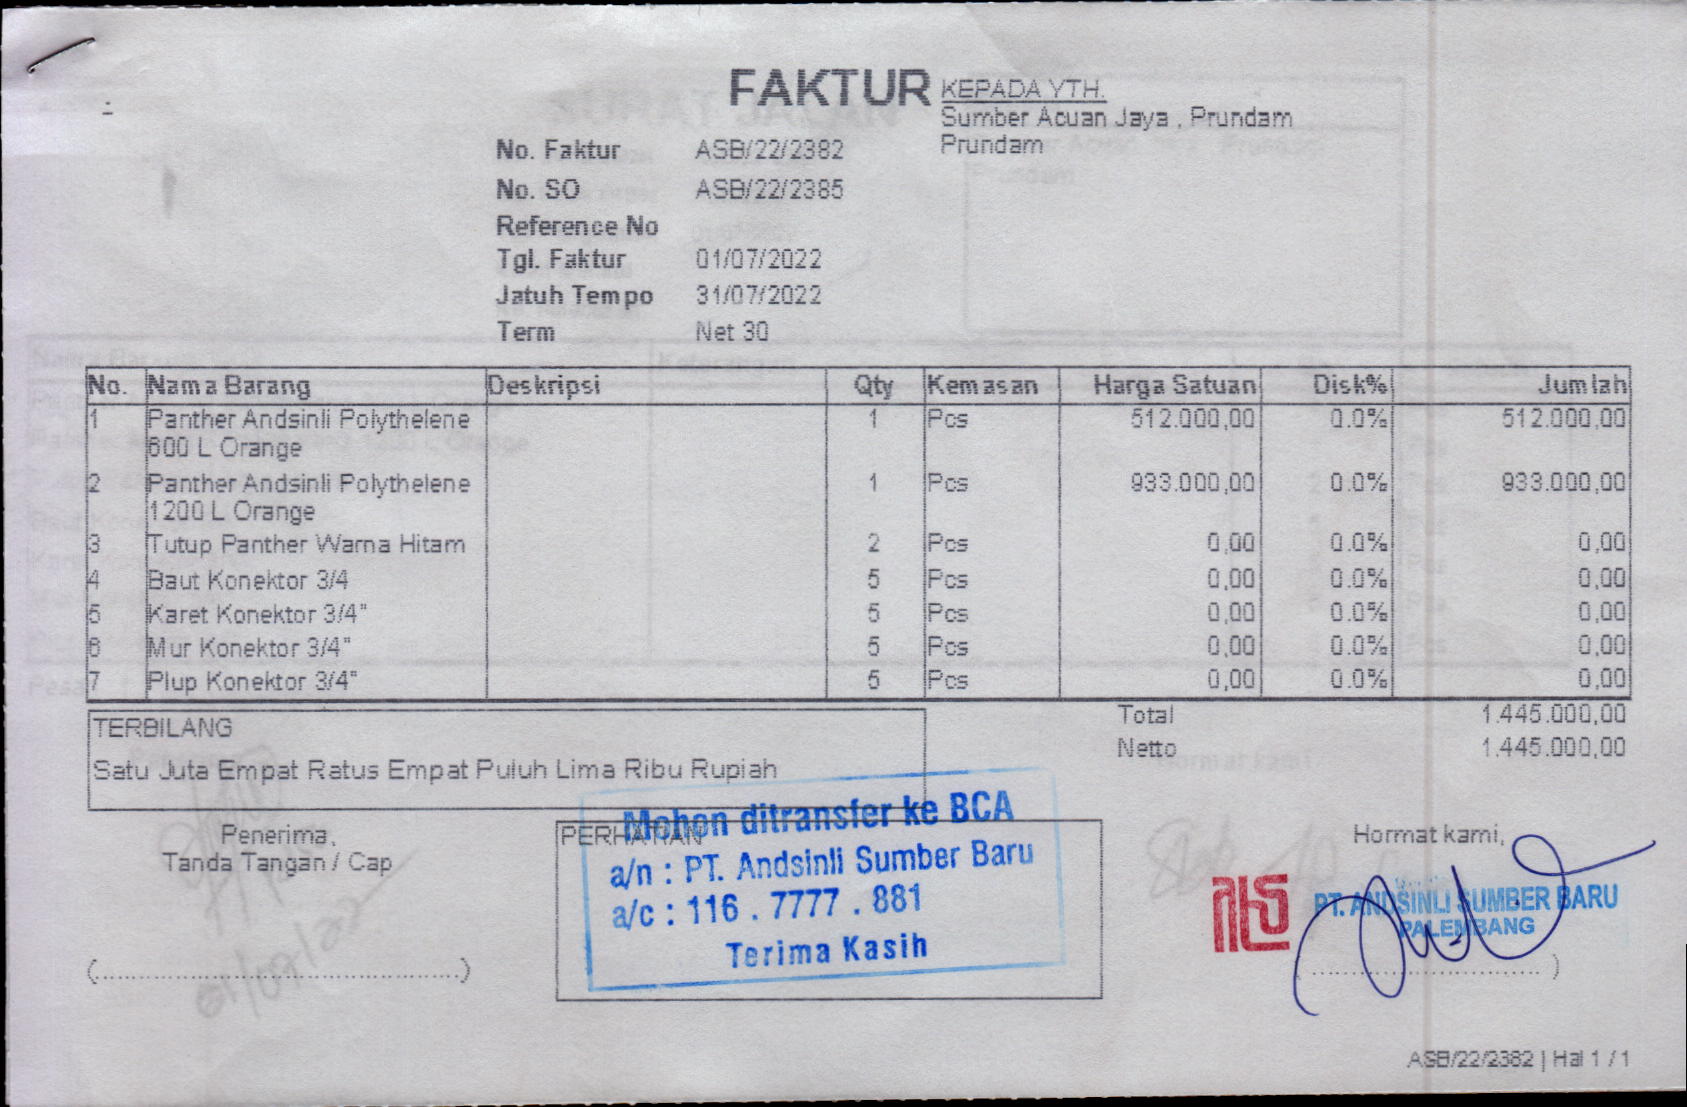 FAKTUR
KEPADA YTH.
Sumber Acuan Jaya , Prundam
Prundam
No. Faktur ASB/22/2382
No. SO ASB/22/2385
Reference No
Tgl. Faktur 01/07/2022
Jatuh Tempo 31/07/2022
Term Net 30
No. Nama Barang Deskripsi Qty Kemasan Harga Satuan Disk% Jumlah
1 Panther Andsinli Polythelene 1 Pcs 512.000,00 0.0% 512.000,00
600 L Orange
2 Panther Andsinli Polythelene 1 Pcs 933.000,00 0.0% 933.000,00
1200 L Orange
3 Tutup Panther Warna Hitam 2 Pcs 0,00 0.0% 0,00
4 Baut Konektor 3/4 5 Pcs 0,00 0.0% 0,00
5 Karet Konektor 3/4" 5 Pcs 0,00 0.0% 0,00
6 Mur Konektor 3/4" 5 Pcs 0,00 0.0% 0,00
7 Plup Konektor 3/4" 5 Pcs 0,00 0.0% 0,00
Total 1.445.000,00
Netto 1.445.000,00
TERBILANG
Satu Juta Empat Ratus Empat Puluh Lima Ribu Rupiah
Penerima,
Tanda Tangan / Cap
(................................................)
PERHATIAN
Mohon ditransfer ke BCA
a/n : PT. Andsinli Sumber Baru
a/c : 116 . 7777 . 881
Terima Kasih
Hormat kami,
PT. ANDSINLI SUMBER BARU
PALEMBANG
ASB/22/2382 | Hal 1 / 1